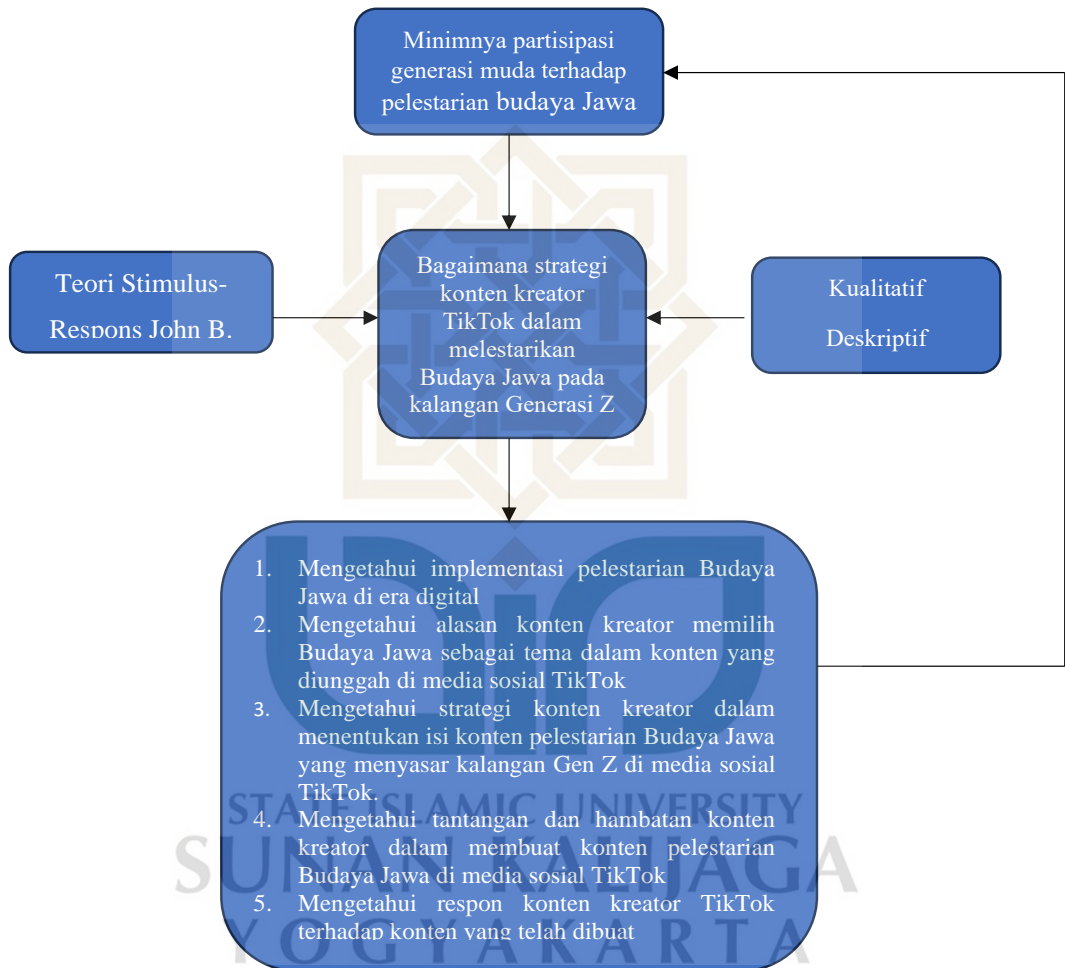 Minimnya partisipasi
generasi muda terhadap
pelestarian budaya Jawa
Teori Stimulus-
Respons John B.
Bagaimana strategi
konten kreator
TikTok dalam
melestarikan
Budaya Jawa pada
kalangan Generasi Z
Kualitatif
Deskriptif
1. Mengetahui implementasi pelestarian Budaya
Jawa di era digital
2. Mengetahui alasan konten kreator memilih
Budaya Jawa sebagai tema dalam konten yang
diunggah di media sosial TikTok
3. Mengetahui strategi konten kreator dalam
menentukan isi konten pelestarian Budaya Jawa
yang menyasar kalangan Gen Z di media sosial
TikTok.
4. Mengetahui tantangan dan hambatan konten
kreator dalam membuat konten pelestarian
Budaya Jawa di media sosial TikTok
5. Mengetahui respon konten kreator TikTok
terhadap konten yang telah dibuat
STATE ISLAMIC UNIVERSITY
SUNAN KALIJAGA
YOGYAKARTA